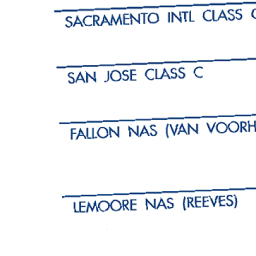 SACRAMENTO INTL CLASS C
SAN JOSE CLASS C
FALLON NAS (VAN VOORH
LEMOORE NAS (REEVES)